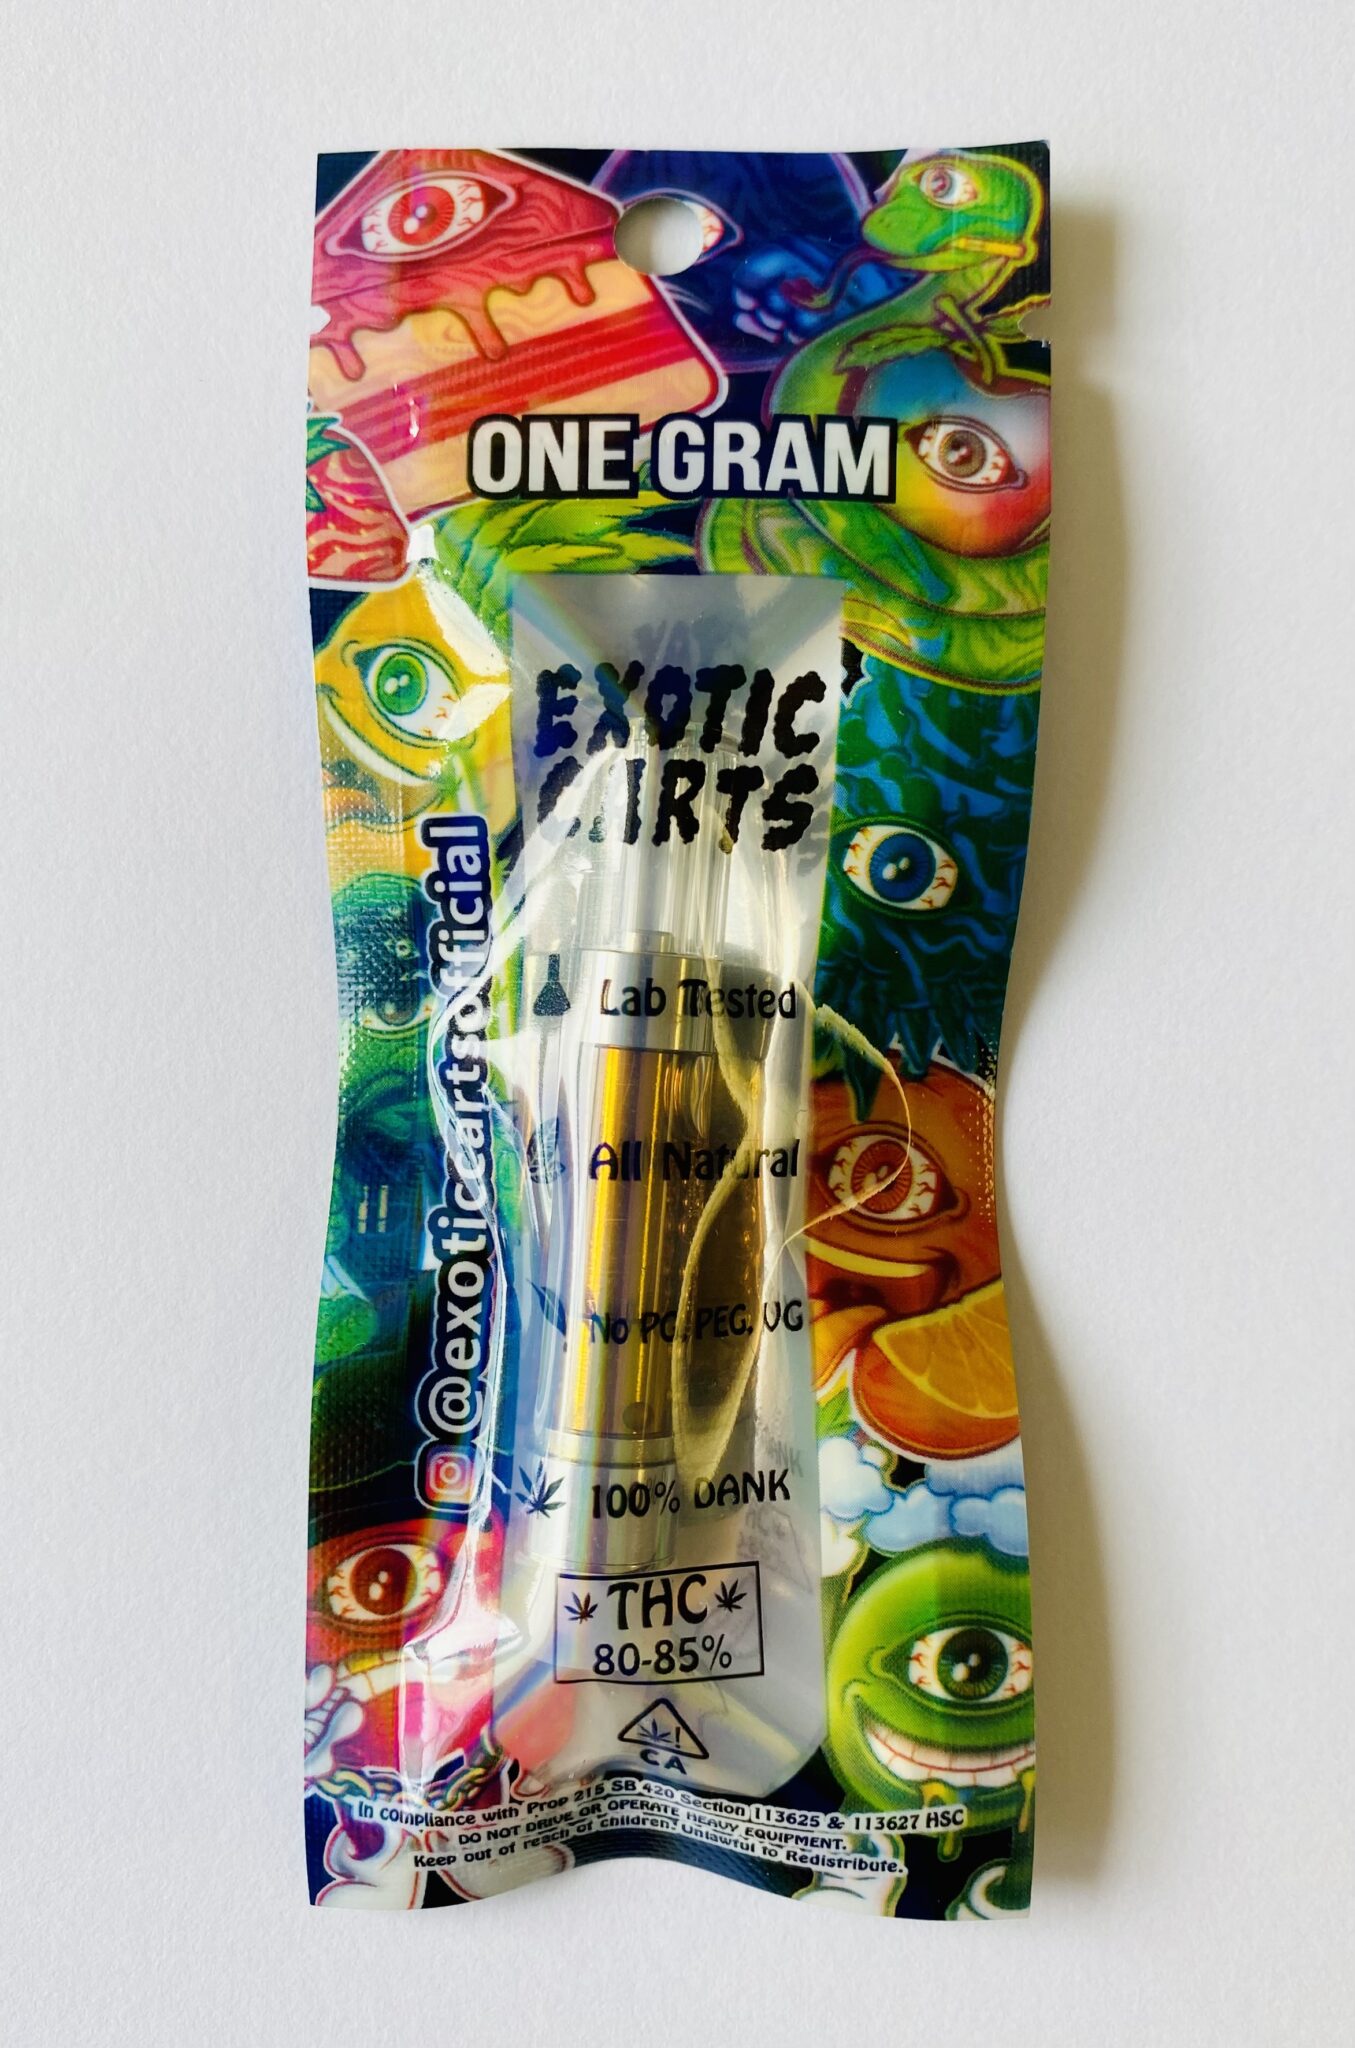 ONE GRAM
EXOTIC
CARTS
@exoticcartsofficial
Lab Tested
All Natural
No PG, PEG, VG
100% DANK
THC
80-85%
!
CA
In compliance with Prop 215 SB 420 Section 113625 & 113627 HSC
DO NOT DRIVE OR OPERATE HEAVY EQUIPMENT.
Keep out of reach of children, Unlawful to Redistribute.